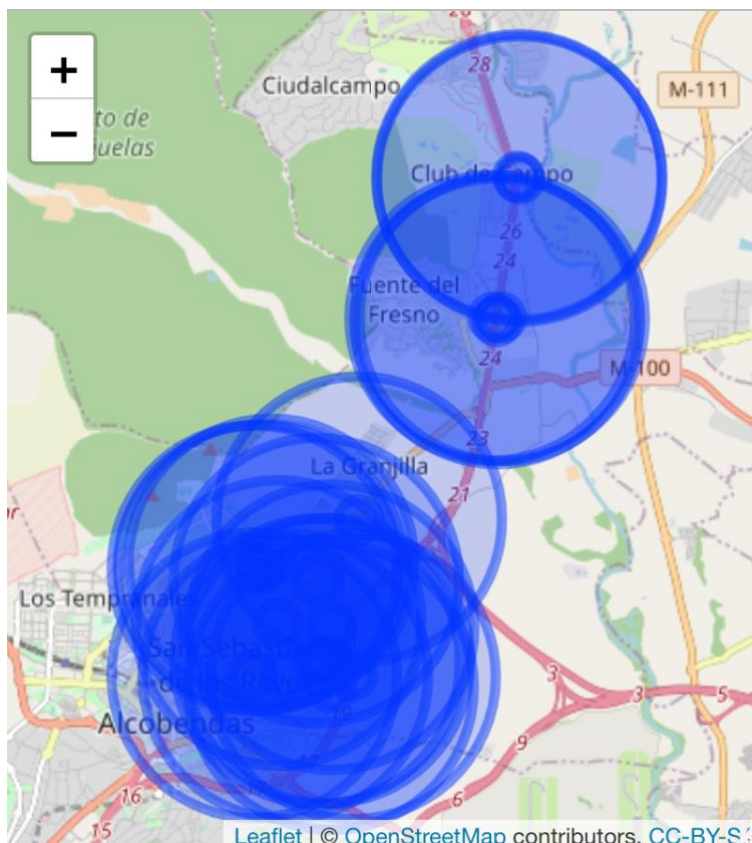 +
−
28
Ciudalcampo
M-111
Club de Campo
26
24
Fuente del
Fresno
24
M-100
23
La Granjilla
21
Los Tempranales
San Sebastián
de los Reyes
Alcobendas
19
17
3
3
5
9
6
16
15
Leaflet | © OpenStreetMap contributors, CC-BY-S